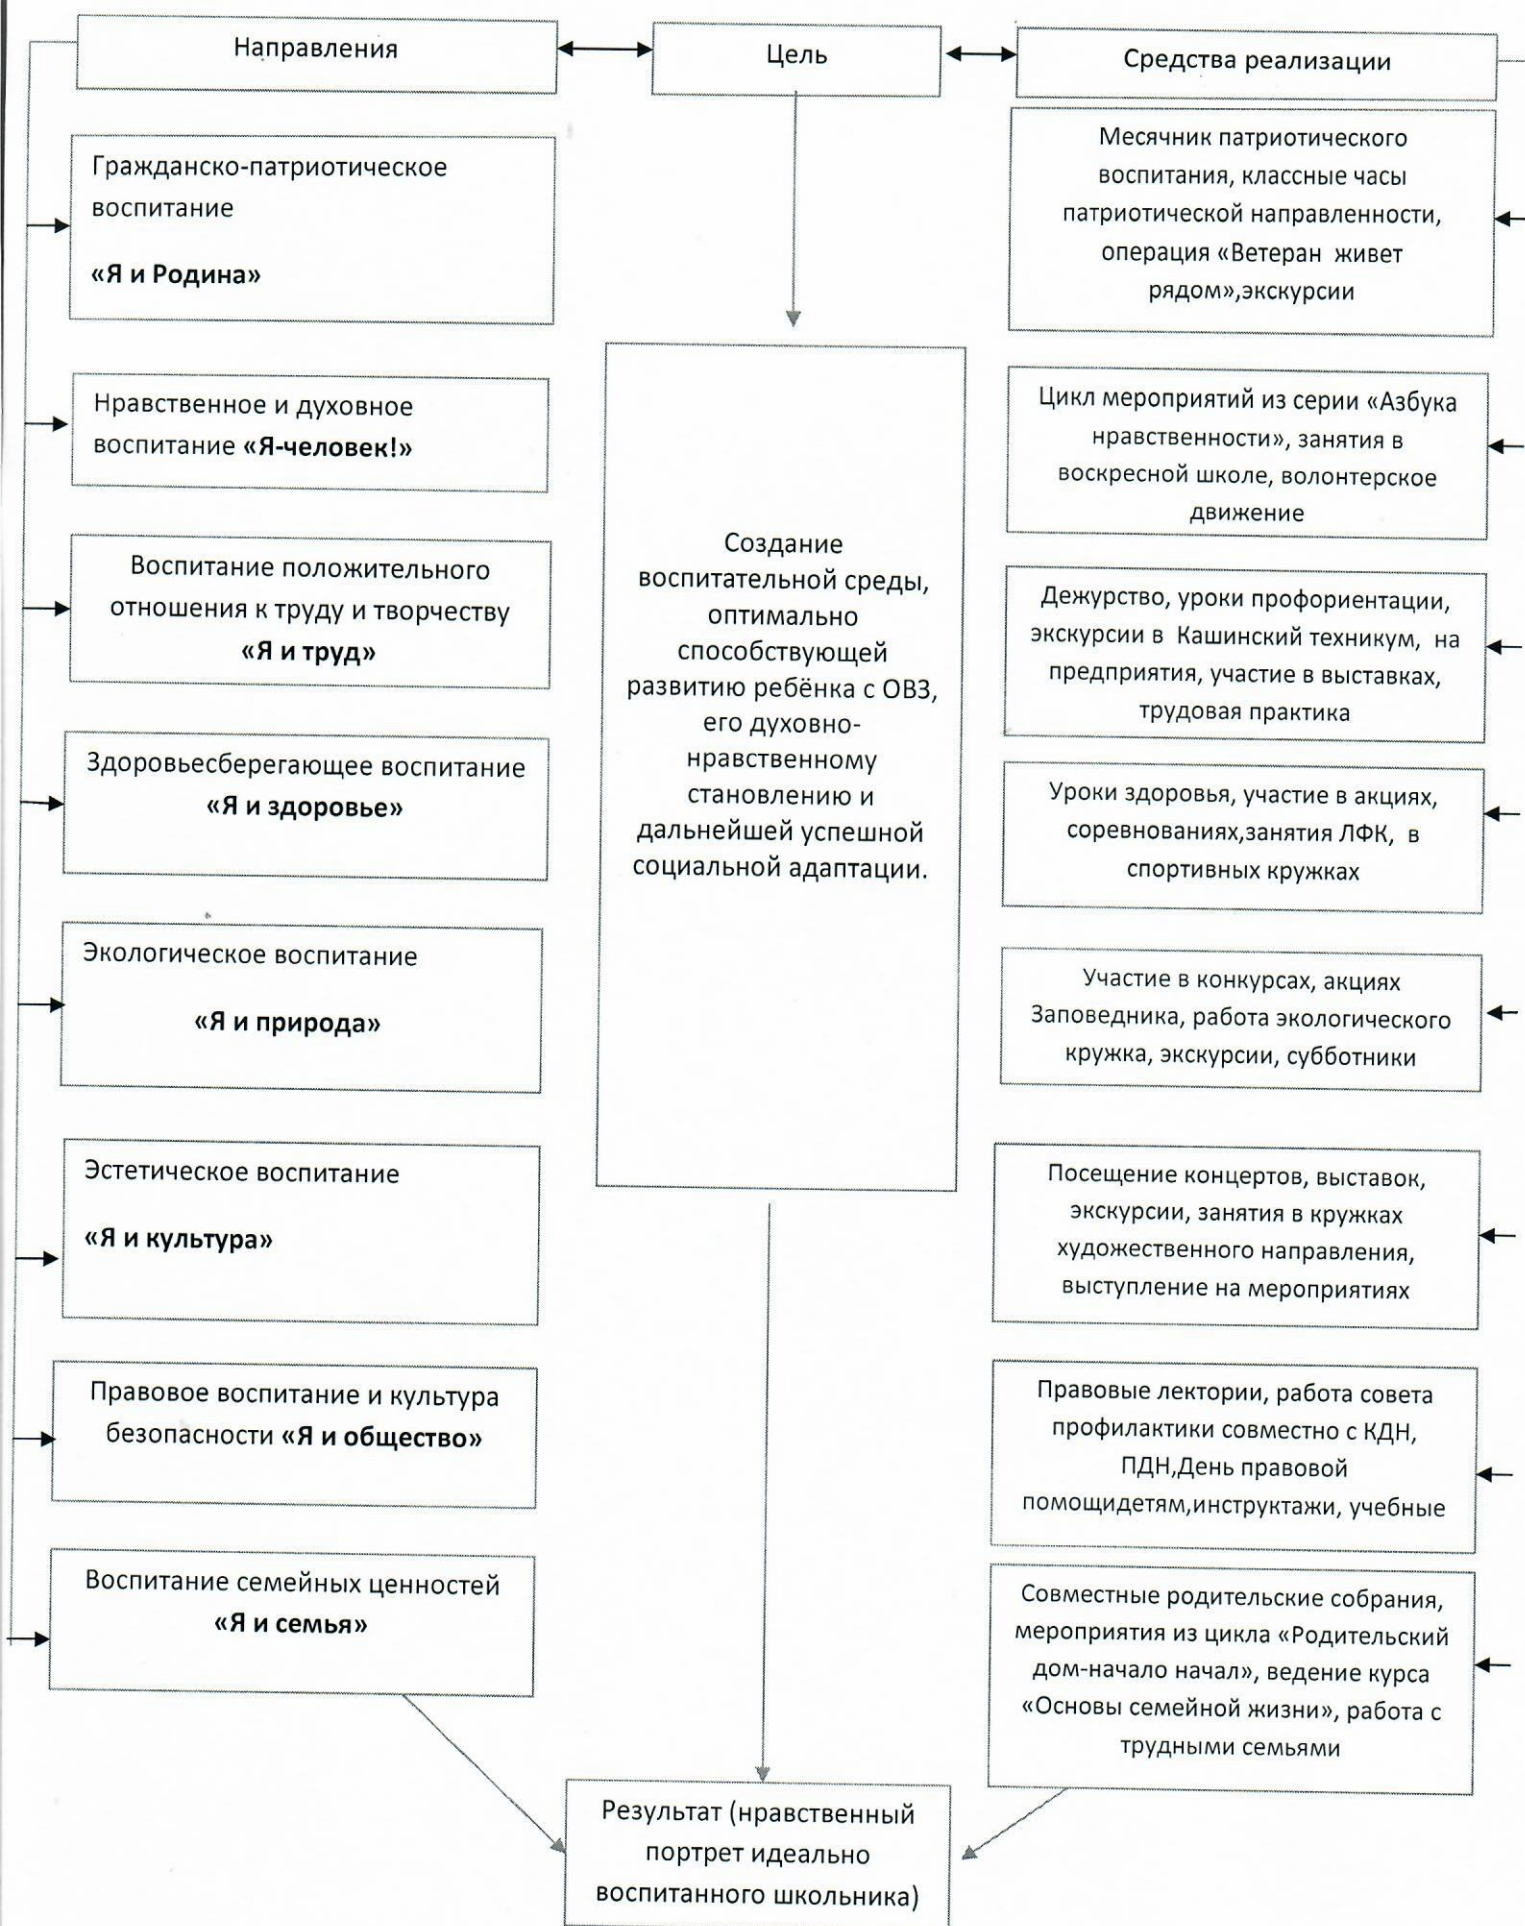 Направления
Цель
Средства реализации
Гражданско-патриотическое
воспитание
«Я и Родина»
Нравственное и духовное
воспитание «Я-человек!»
Воспитание положительного
отношения к труду и творчеству
«Я и труд»
Здоровьесберегающее воспитание
«Я и здоровье»
Экологическое воспитание
«Я и природа»
Эстетическое воспитание
«Я и культура»
Правовое воспитание и культура
безопасности «Я и общество»
Воспитание семейных ценностей
«Я и семья»
Создание
воспитательной среды,
оптимально
способствующей
развитию ребёнка с ОВЗ,
его духовно-
нравственному
становлению и
дальнейшей успешной
социальной адаптации.
Месячник патриотического
воспитания, классные часы
патриотической направленности,
операция «Ветеран живет
рядом»,экскурсии
Цикл мероприятий из серии «Азбука
нравственности», занятия в
воскресной школе, волонтерское
движение
Дежурство, уроки профориентации,
экскурсии в Кашинский техникум, на
предприятия, участие в выставках,
трудовая практика
Уроки здоровья, участие в акциях,
соревнованиях,занятия ЛФК, в
спортивных кружках
Участие в конкурсах, акциях
Заповедника, работа экологического
кружка, экскурсии, субботники
Посещение концертов, выставок,
экскурсии, занятия в кружках
художественного направления,
выступление на мероприятиях
Правовые лектории, работа совета
профилактики совместно с КДН,
ПДН,День правовой
помощидетям,инструктажи, учебные
Совместные родительские собрания,
мероприятия из цикла «Родительский
дом-начало начал», ведение курса
«Основы семейной жизни», работа с
трудными семьями
Результат (нравственный
портрет идеально
воспитанного школьника)